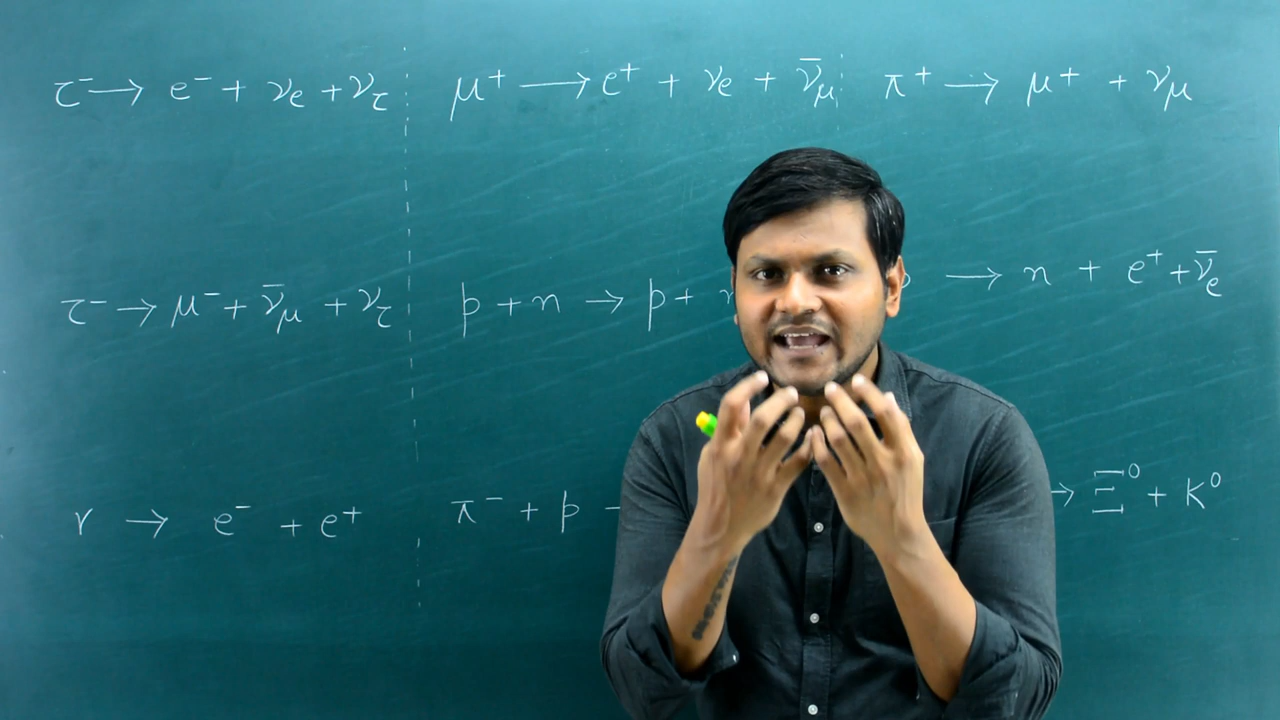 τ⁻ → e⁻ + νe + ντ
μ⁺ → e⁺ + νe + ν̄μ
π⁺ → μ⁺ + νμ
τ⁻ → μ⁻ + ν̄μ + ντ
p + n → p +
→ n + e⁺ + ν̄e
γ → e⁻ + e⁺
π⁻ + p
→ Ξ⁰ + K⁰